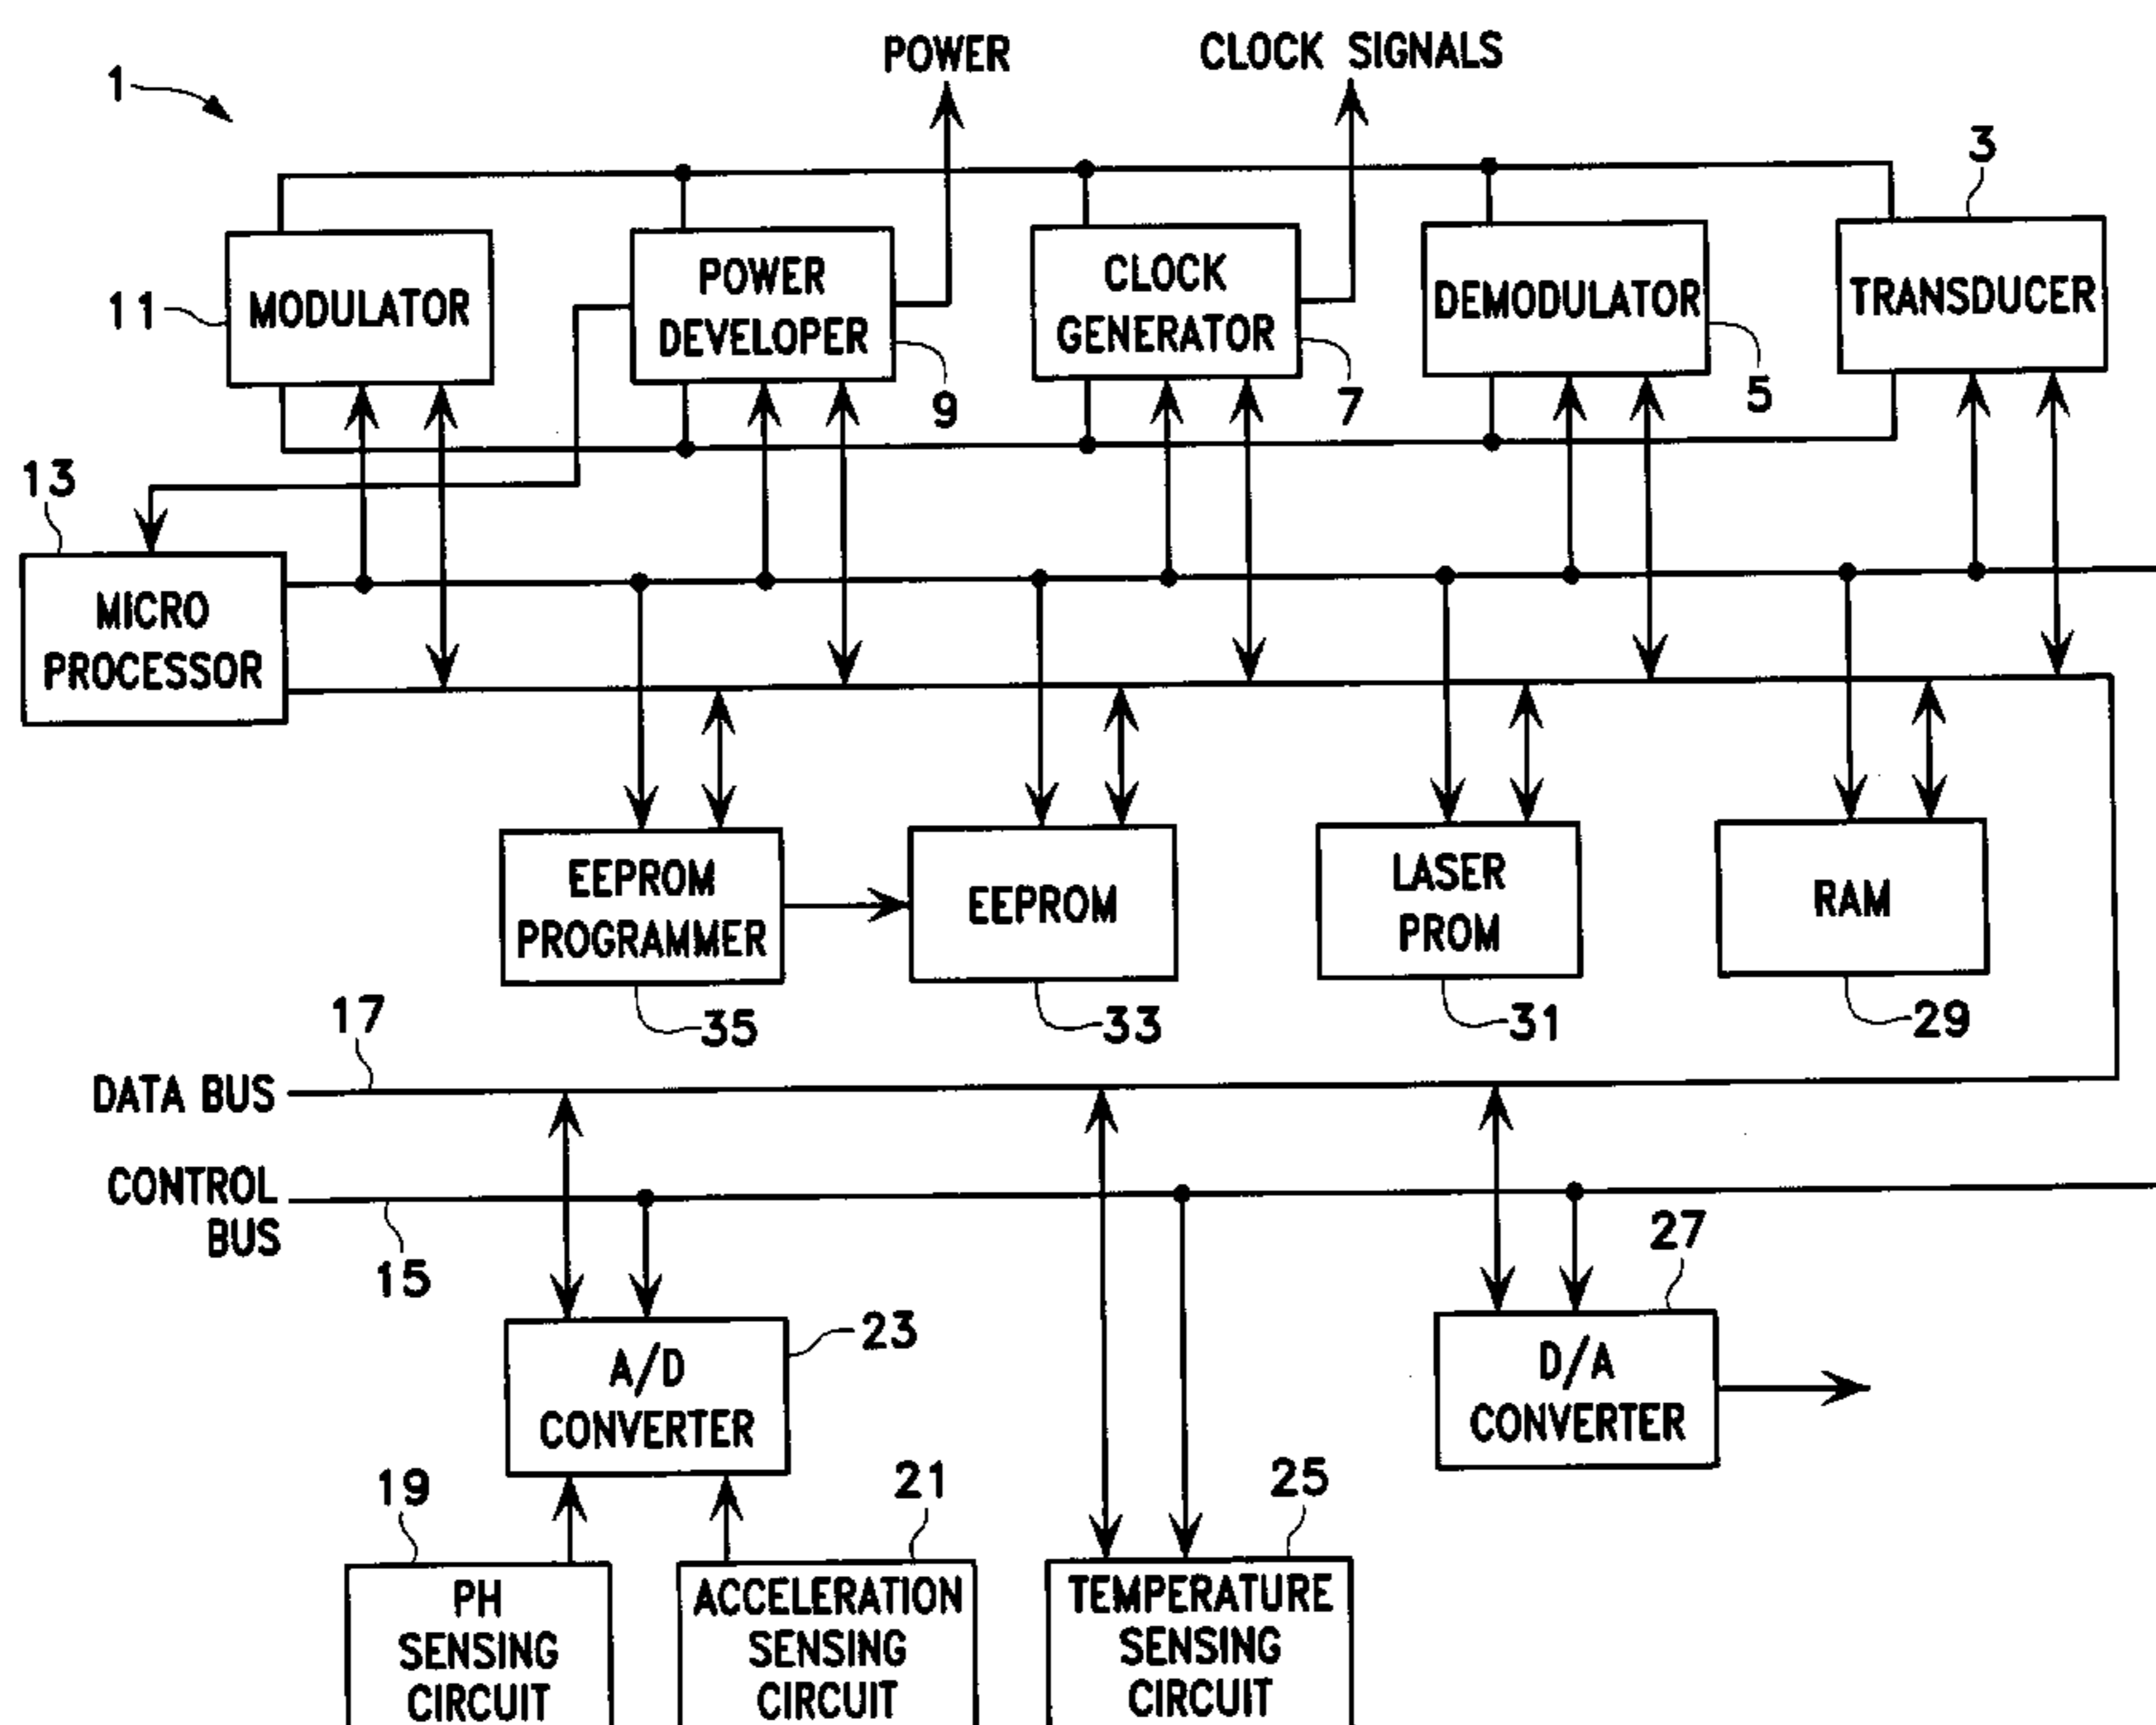 POWER
CLOCK SIGNALS
1
3
MODULATOR
11
POWER
DEVELOPER
9
CLOCK
GENERATOR
7
DEMODULATOR
5
TRANSDUCER
13
MICRO
PROCESSOR
EEPROM
PROGRAMMER
35
EEPROM
33
LASER
PROM
31
RAM
29
17
DATA BUS
CONTROL
BUS
15
27
A/D
CONVERTER
23
D/A
CONVERTER
19
21
25
PH
SENSING
CIRCUIT
ACCELERATION
SENSING
CIRCUIT
TEMPERATURE
SENSING
CIRCUIT